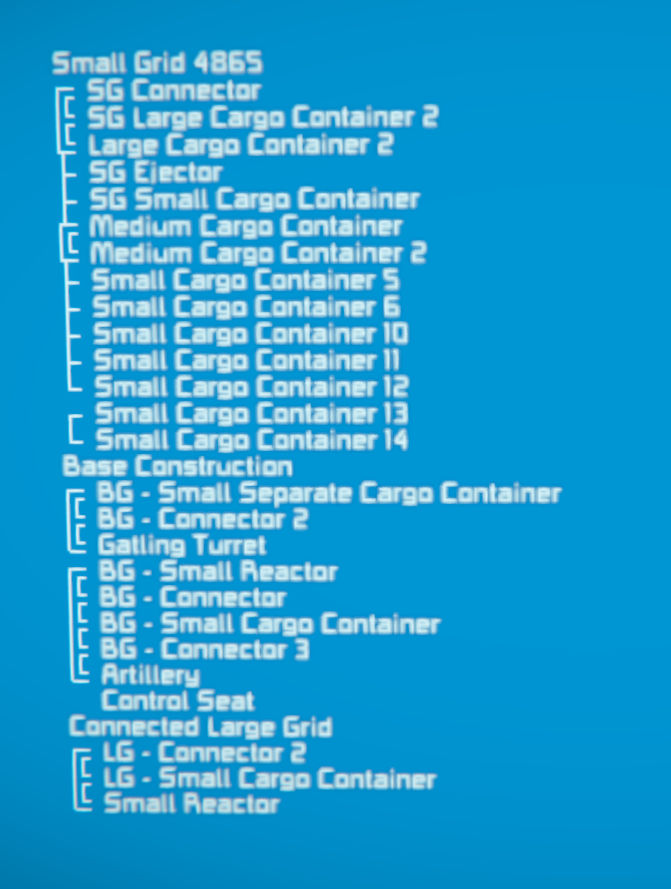 Small Grid 4865
SG Connector
SG Large Cargo Container 2
Large Cargo Container 2
SG Ejector
SG Small Cargo Container
Medium Cargo Container
Medium Cargo Container 2
Small Cargo Container 5
Small Cargo Container 6
Small Cargo Container 10
Small Cargo Container 11
Small Cargo Container 12
Small Cargo Container 13
Small Cargo Container 14
Base Construction
BG - Small Separate Cargo Container
BG - Connector 2
Gatling Turret
BG - Small Reactor
BG - Connector
BG - Small Cargo Container
BG - Connector 3
Artillery
Control Seat
Connected Large Grid
LG - Connector 2
LG - Small Cargo Container
Small Reactor